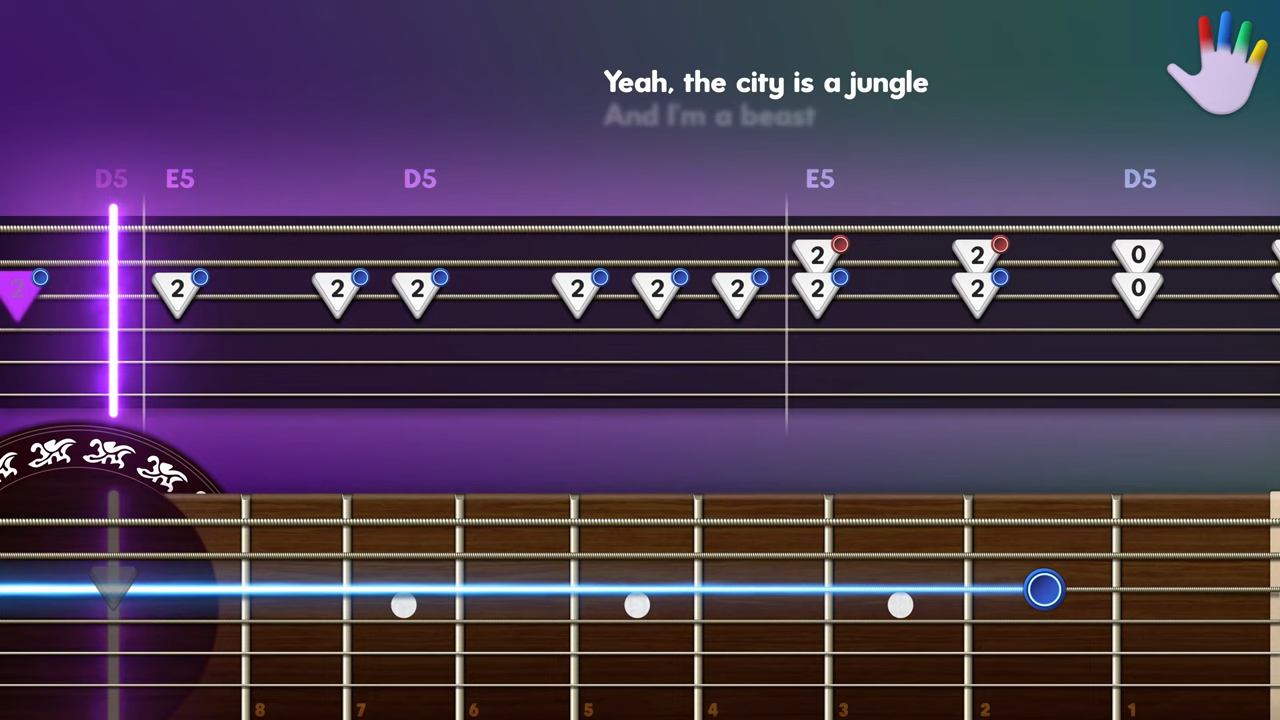 Yeah, the city is a jungle
And I'm a beast
D5 E5 D5 E5 D5
2 2 0
2 2 2 2 2 2 2 2 2 0
8 7 6 5 4 3 2 1